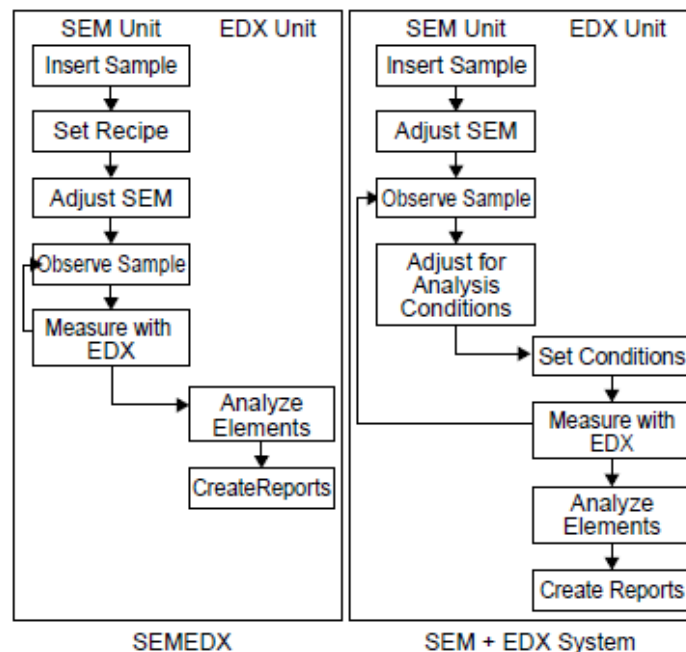 SEM Unit
EDX Unit
Insert Sample
Set Recipe
Adjust SEM
Observe Sample
Measure with
EDX
Analyze
Elements
CreateReports
SEMEDX
SEM Unit
EDX Unit
Insert Sample
Adjust SEM
Observe Sample
Adjust for
Analysis
Conditions
Set Conditions
Measure with
EDX
Analyze
Elements
Create Reports
SEM + EDX System